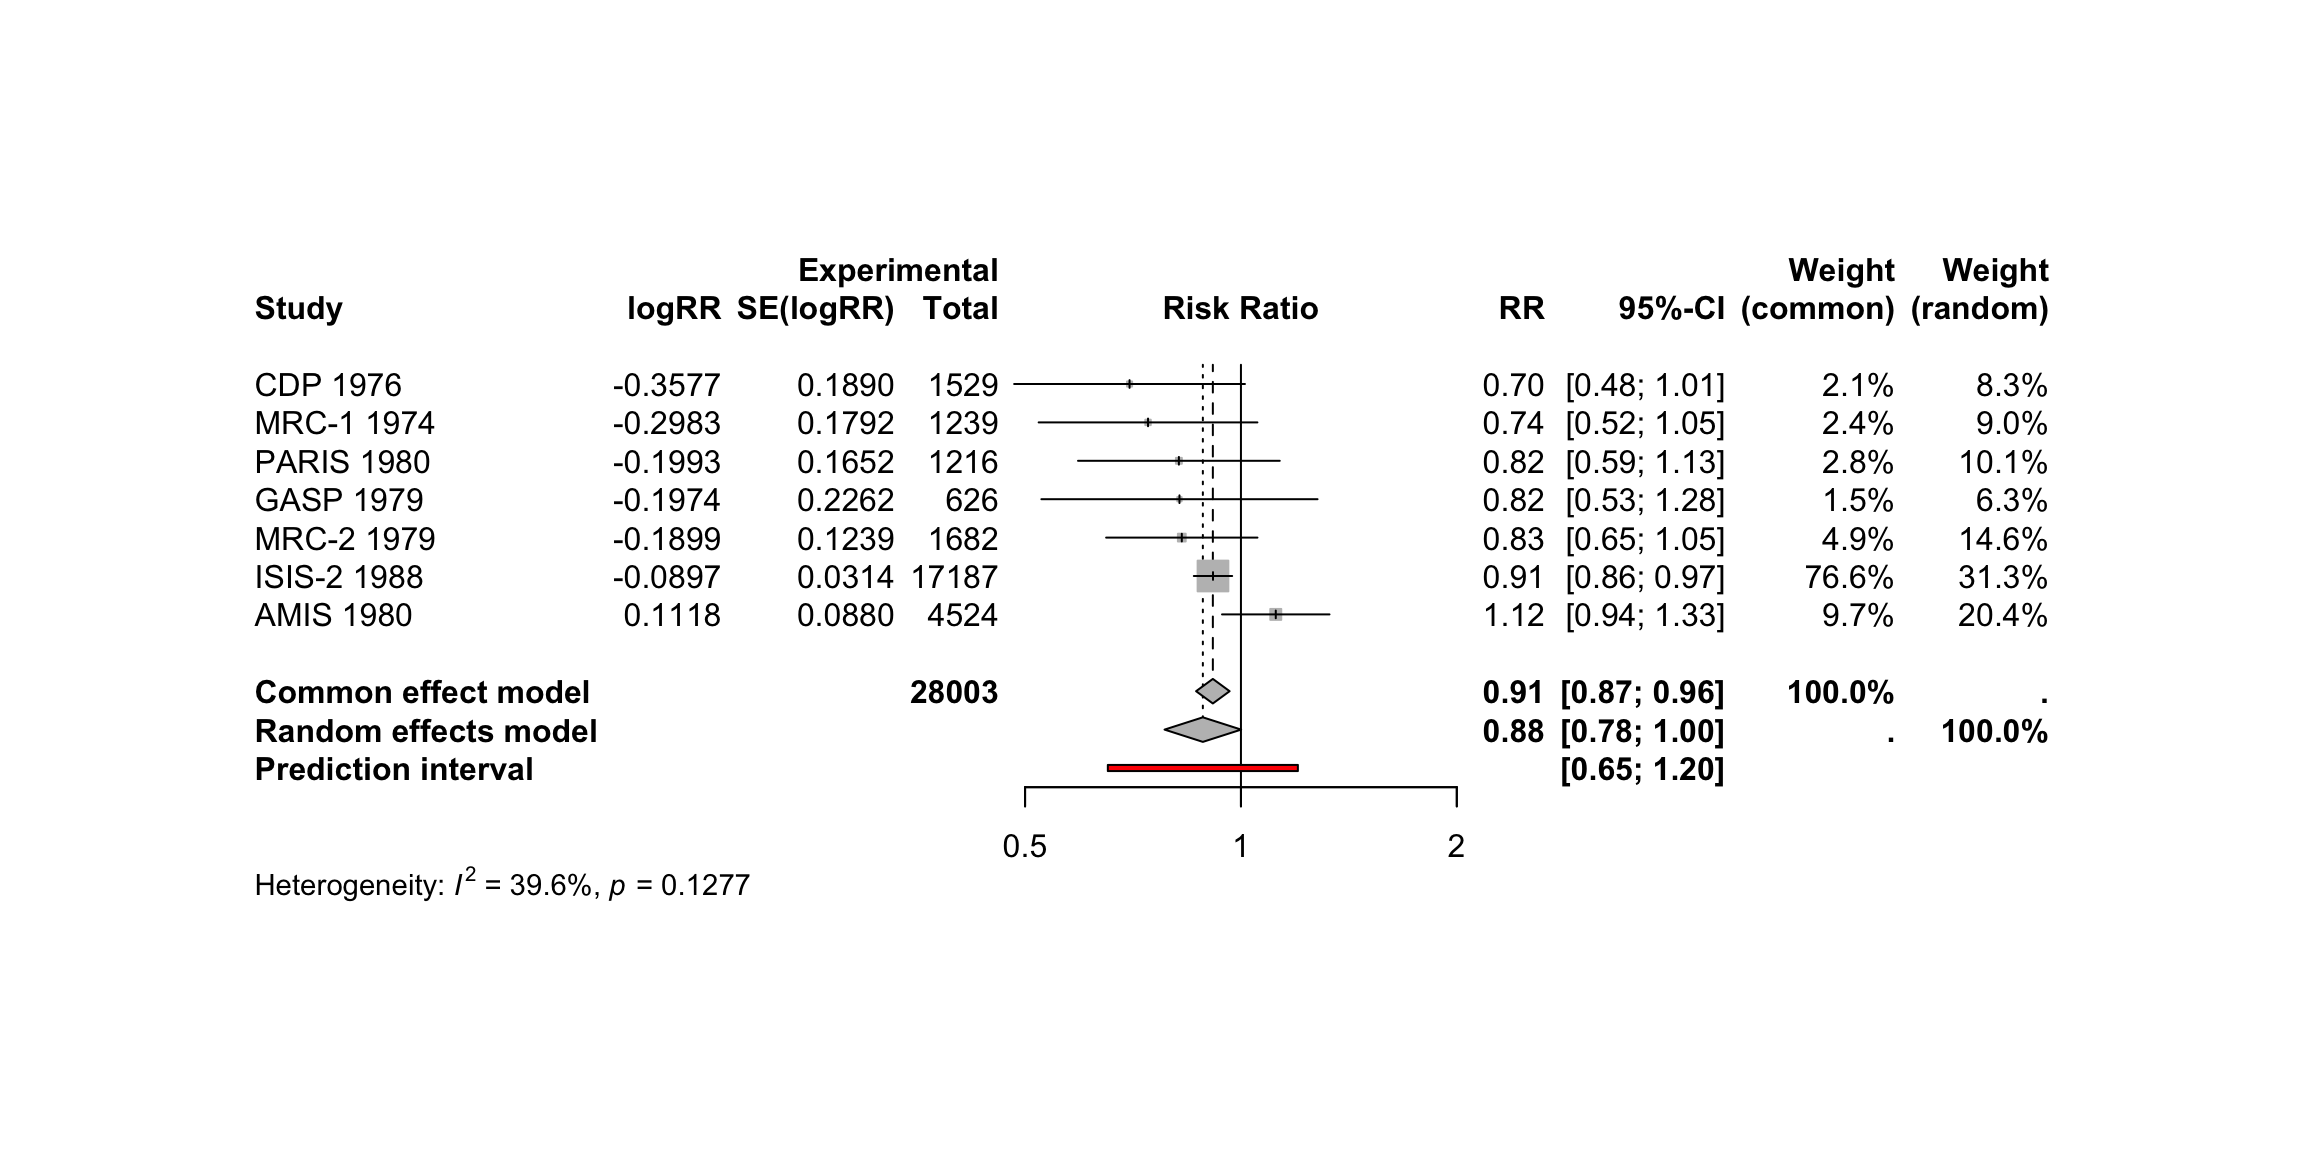 Experimental Weight Weight
Study logRR SE(logRR) Total Risk Ratio RR 95%-CI (common) (random)
CDP 1976 -0.3577 0.1890 1529 0.70 [0.48; 1.01] 2.1% 8.3%
MRC-1 1974 -0.2983 0.1792 1239 0.74 [0.52; 1.05] 2.4% 9.0%
PARIS 1980 -0.1993 0.1652 1216 0.82 [0.59; 1.13] 2.8% 10.1%
GASP 1979 -0.1974 0.2262 626 0.82 [0.53; 1.28] 1.5% 6.3%
MRC-2 1979 -0.1899 0.1239 1682 0.83 [0.65; 1.05] 4.9% 14.6%
ISIS-2 1988 -0.0897 0.0314 17187 0.91 [0.86; 0.97] 76.6% 31.3%
AMIS 1980 0.1118 0.0880 4524 1.12 [0.94; 1.33] 9.7% 20.4%
Common effect model 28003 0.91 [0.87; 0.96] 100.0% .
Random effects model 0.88 [0.78; 1.00] . 100.0%
Prediction interval [0.65; 1.20]
0.5 1 2
Heterogeneity: I² = 39.6%, p = 0.1277